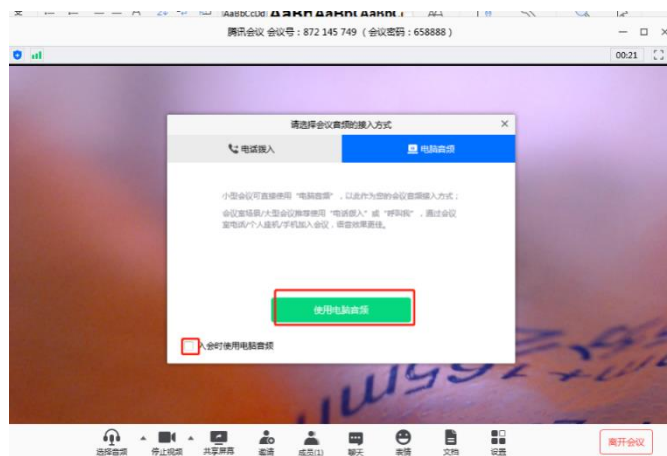 AaBbCcDd AaBb AaBbC AaBbC
腾讯会议 会议号：872 145 749 （会议密码：658888）
00:21
请选择会议音频的接入方式
电话拨入
电脑音频
小型会议可直接使用“电脑音频”，以此作为您的会议音频接入方式；
会议室场景/大型会议推荐使用“电话拨入”或“呼叫我”，通过会议
室电话/个人座机/手机加入会议，语音效果更佳。
使用电脑音频
入会时使用电脑音频
选择音频
停止视频
共享屏幕
邀请
成员(1)
聊天
表情
文档
设置
离开会议